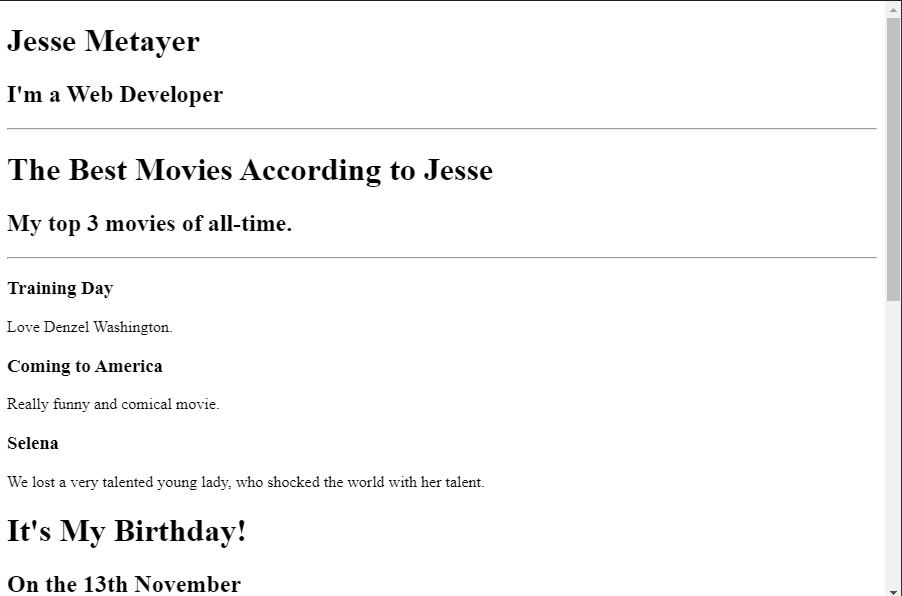 Jesse Metayer
I'm a Web Developer
The Best Movies According to Jesse
My top 3 movies of all-time.
Training Day
Love Denzel Washington.
Coming to America
Really funny and comical movie.
Selena
We lost a very talented young lady, who shocked the world with her talent.
It's My Birthday!
On the 13th November